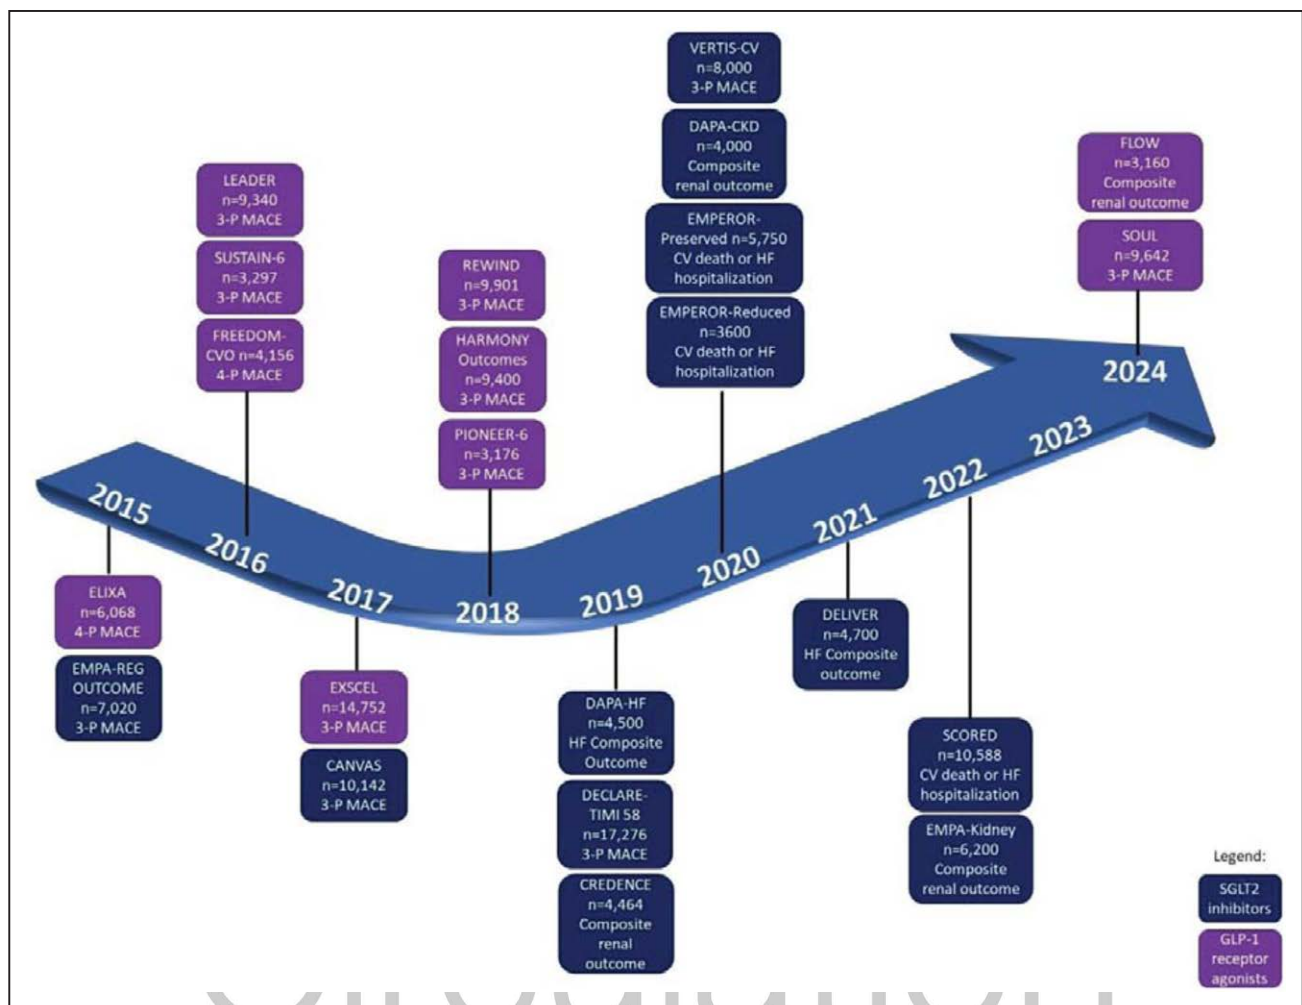 VERTIS-CV
n=8,000
3-P MACE
DAPA-CKD
n=4,000
Composite
renal outcome
EMPEROR-
Preserved n=5,750
CV death or HF
hospitalization
EMPEROR-Reduced
n=3600
CV death or HF
hospitalization
LEADER
n=9,340
3-P MACE
SUSTAIN-6
n=3,297
3-P MACE
FREEDOM-
CVO n=4,156
4-P MACE
REWIND
n=9,901
3-P MACE
HARMONY
Outcomes
n=9,400
3-P MACE
PIONEER-6
n=3,176
3-P MACE
FLOW
n=3,160
Composite
renal outcome
SOUL
n=9,642
3-P MACE
2015
2016
2017
2018
2019
2020
2021
2022
2023
2024
ELIXA
n=6,068
4-P MACE
EMPA-REG
OUTCOME
n=7,020
3-P MACE
EXSCEL
n=14,752
3-P MACE
CANVAS
n=10,142
3-P MACE
DAPA-HF
n=4,500
HF Composite
Outcome
DECLARE-
TIMI 58
n=17,276
3-P MACE
CREDENCE
n=4,464
Composite
renal
outcome
DELIVER
n=4,700
HF Composite
outcome
SCORED
n=10,588
CV death or HF
hospitalization
EMPA-Kidney
n=6,200
Composite
renal outcome
Legend:
SGLT2
inhibitors
GLP-1
receptor
agonists